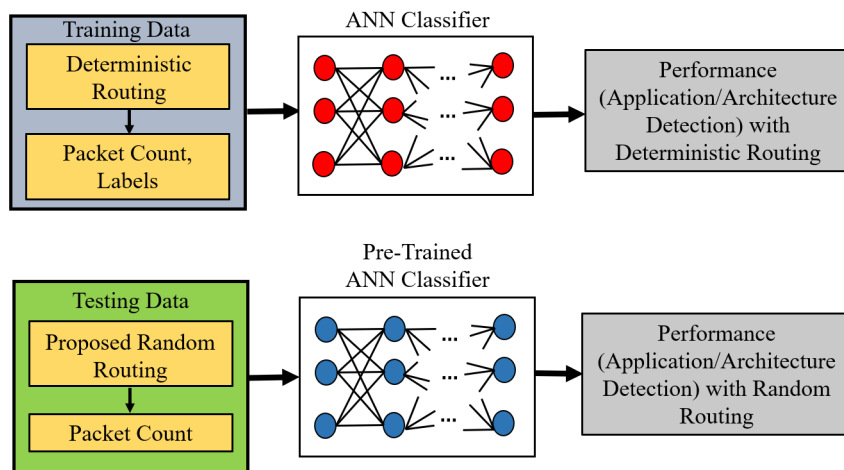 Training Data
Deterministic
Routing
Packet Count,
Labels
ANN Classifier
...
...
...
Performance
(Application/Architecture
Detection) with
Deterministic Routing
Testing Data
Proposed Random
Routing
Packet Count
Pre-Trained
ANN Classifier
...
...
...
Performance
(Application/Architecture
Detection) with Random
Routing